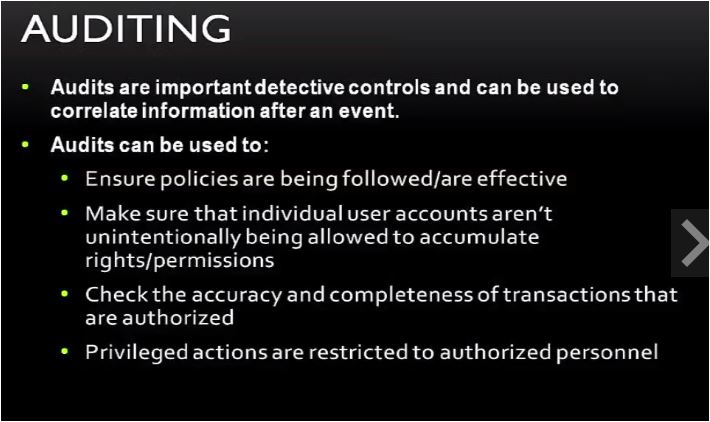 AUDITING
• Audits are important detective controls and can be used to
correlate information after an event.
• Audits can be used to:
• Ensure policies are being followed/are effective
• Make sure that individual user accounts aren’t
unintentionally being allowed to accumulate
rights/permissions
• Check the accuracy and completeness of transactions that
are authorized
• Privileged actions are restricted to authorized personnel